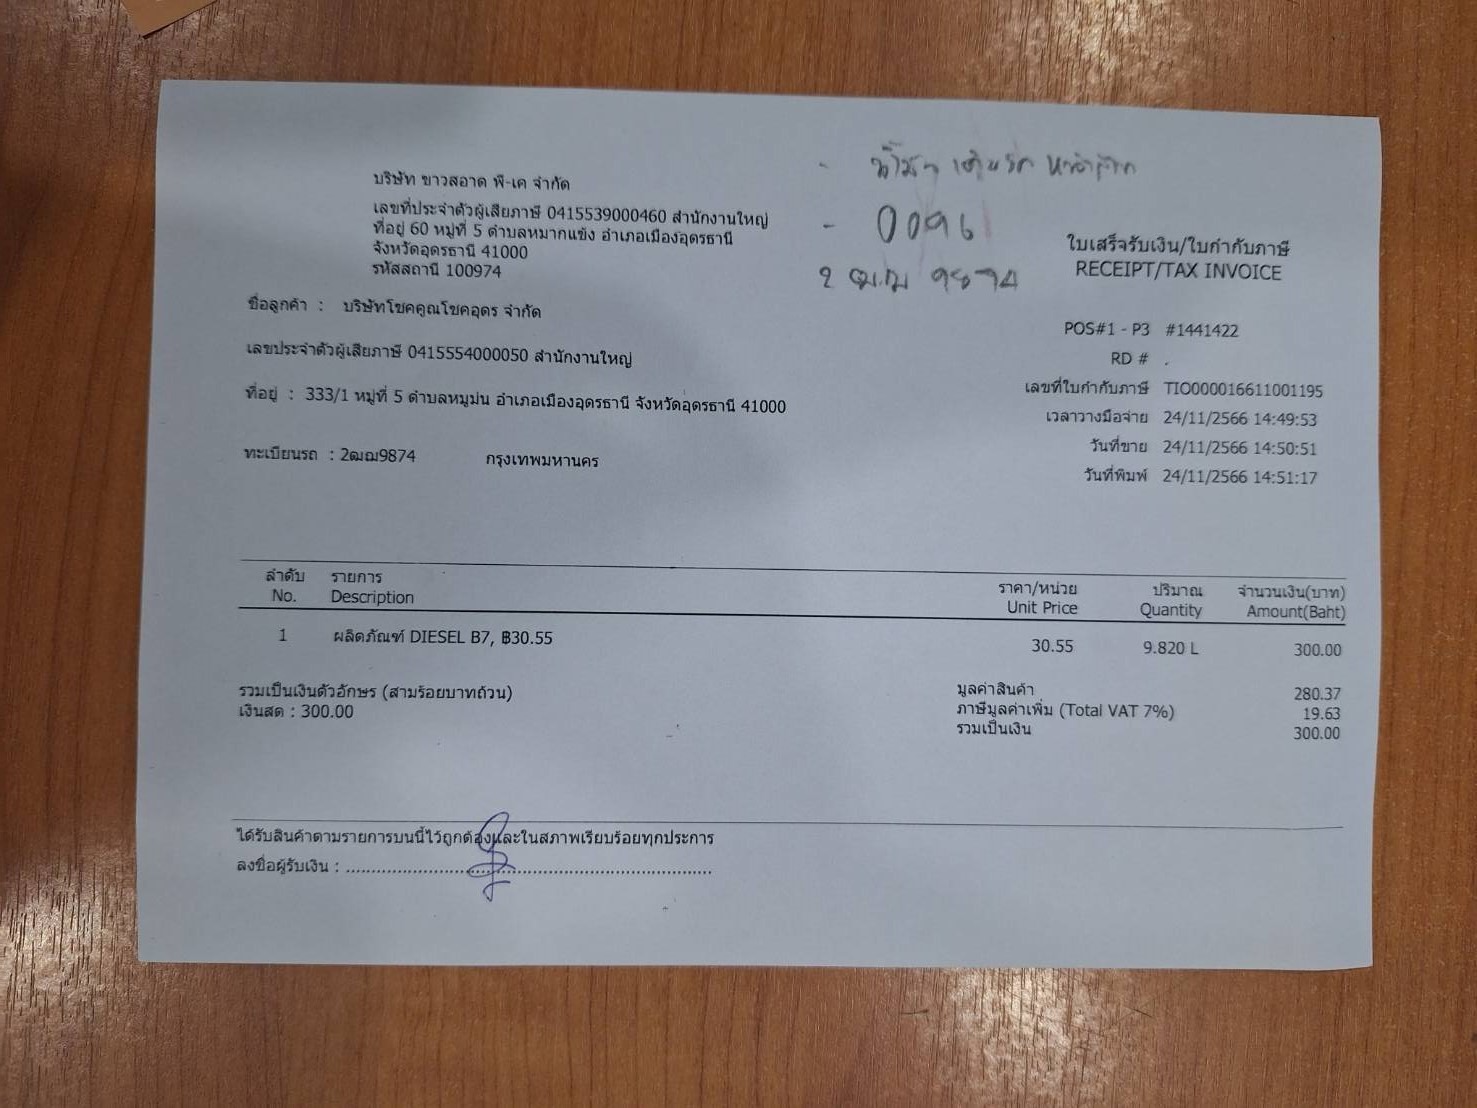 บริษัท ขาวสอาด พี-เค จำกัด
เลขที่ประจำตัวผู้เสียภาษี 0415539000460 สำนักงานใหญ่
ที่อยู่ 60 หมู่ที่ 5 ตำบลหมากแข้ง อำเภอเมืองอุดรธานี
จังหวัดอุดรธานี 41000
รหัสสถานี 100974
- 0096
2 ฒฌ 9874
ใบเสร็จรับเงิน/ใบกำกับภาษี
RECEIPT/TAX INVOICE
ชื่อลูกค้า : บริษัทโชคคูณโชคอุดร จำกัด
เลขประจำตัวผู้เสียภาษี 0415554000050 สำนักงานใหญ่
ที่อยู่ : 333/1 หมู่ที่ 5 ตำบลหมูม่น อำเภอเมืองอุดรธานี จังหวัดอุดรธานี 41000
ทะเบียนรถ : 2ฒฌ9874 กรุงเทพมหานคร
POS#1 - P3 #1441422
RD # .
เลขที่ใบกำกับภาษี TIO000016611001195
เวลาวางมือจ่าย 24/11/2566 14:49:53
วันที่ขาย 24/11/2566 14:50:51
วันที่พิมพ์ 24/11/2566 14:51:17
ลำดับ รายการ ราคา/หน่วย ปริมาณ จำนวนเงิน(บาท)
No. Description Unit Price Quantity Amount(Baht)
1 ผลิตภัณฑ์ DIESEL B7, ฿30.55 30.55 9.820 L 300.00
รวมเป็นเงินตัวอักษร (สามร้อยบาทถ้วน)
เงินสด : 300.00
มูลค่าสินค้า 280.37
ภาษีมูลค่าเพิ่ม (Total VAT 7%) 19.63
รวมเป็นเงิน 300.00
ได้รับสินค้าตามรายการบนนี้ไว้ถูกต้องและในสภาพเรียบร้อยทุกประการ
ลงชื่อผู้รับเงิน : ........................................